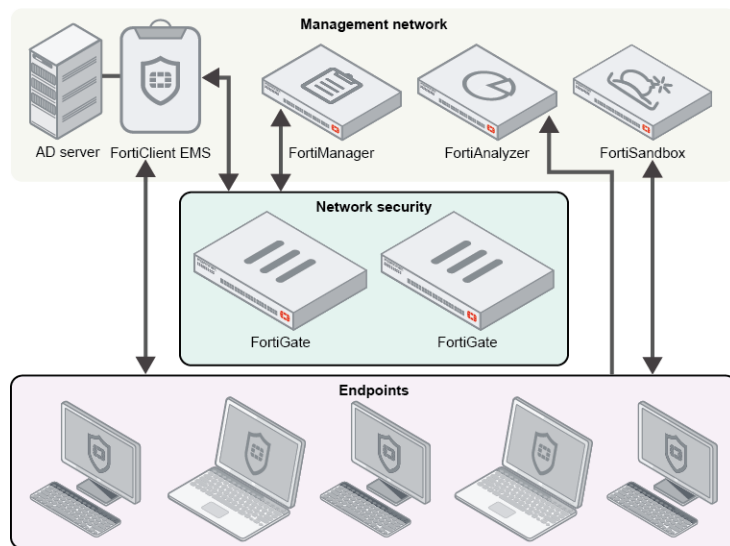 Management network
AD server
FortiClient EMS
FortiManager
FortiAnalyzer
FortiSandbox
Network security
FortiGate
FortiGate
Endpoints